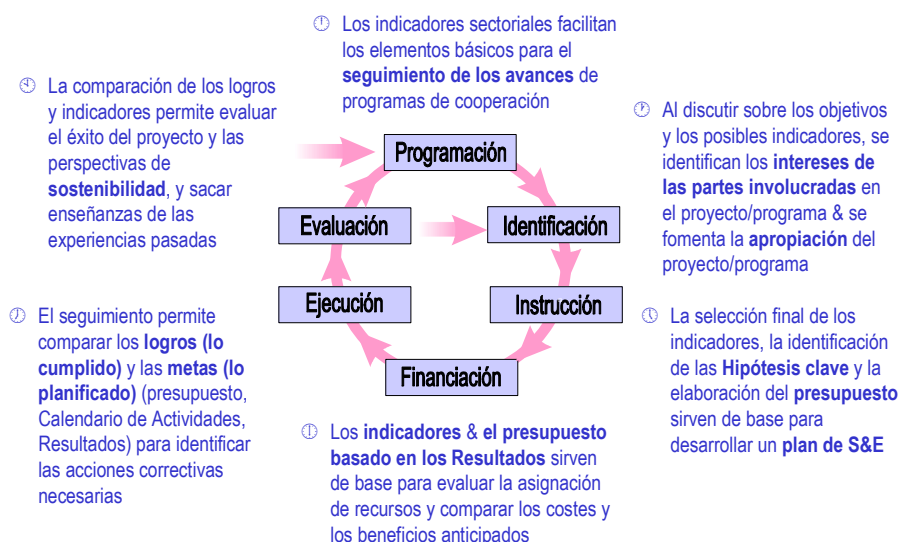 Los indicadores sectoriales facilitan
los elementos básicos para el
seguimiento de los avances de
programas de cooperación
La comparación de los logros
y indicadores permite evaluar
el éxito del proyecto y las
perspectivas de
sostenibilidad, y sacar
enseñanzas de las
experiencias pasadas
Al discutir sobre los objetivos
y los posibles indicadores, se
identifican los intereses de
las partes involucradas en
el proyecto/programa & se
fomenta la apropiación del
proyecto/programa
Programación
Evaluación
Identificación
Ejecución
Instrucción
Financiación
El seguimiento permite
comparar los logros (lo
cumplido) y las metas (lo
planificado) (presupuesto,
Calendario de Actividades,
Resultados) para identificar
las acciones correctivas
necesarias
La selección final de los
indicadores, la identificación
de las Hipótesis clave y la
elaboración del presupuesto
sirven de base para
desarrollar un plan de S&E
Los indicadores & el presupuesto
basado en los Resultados sirven
de base para evaluar la asignación
de recursos y comparar los costes y
los beneficios anticipados